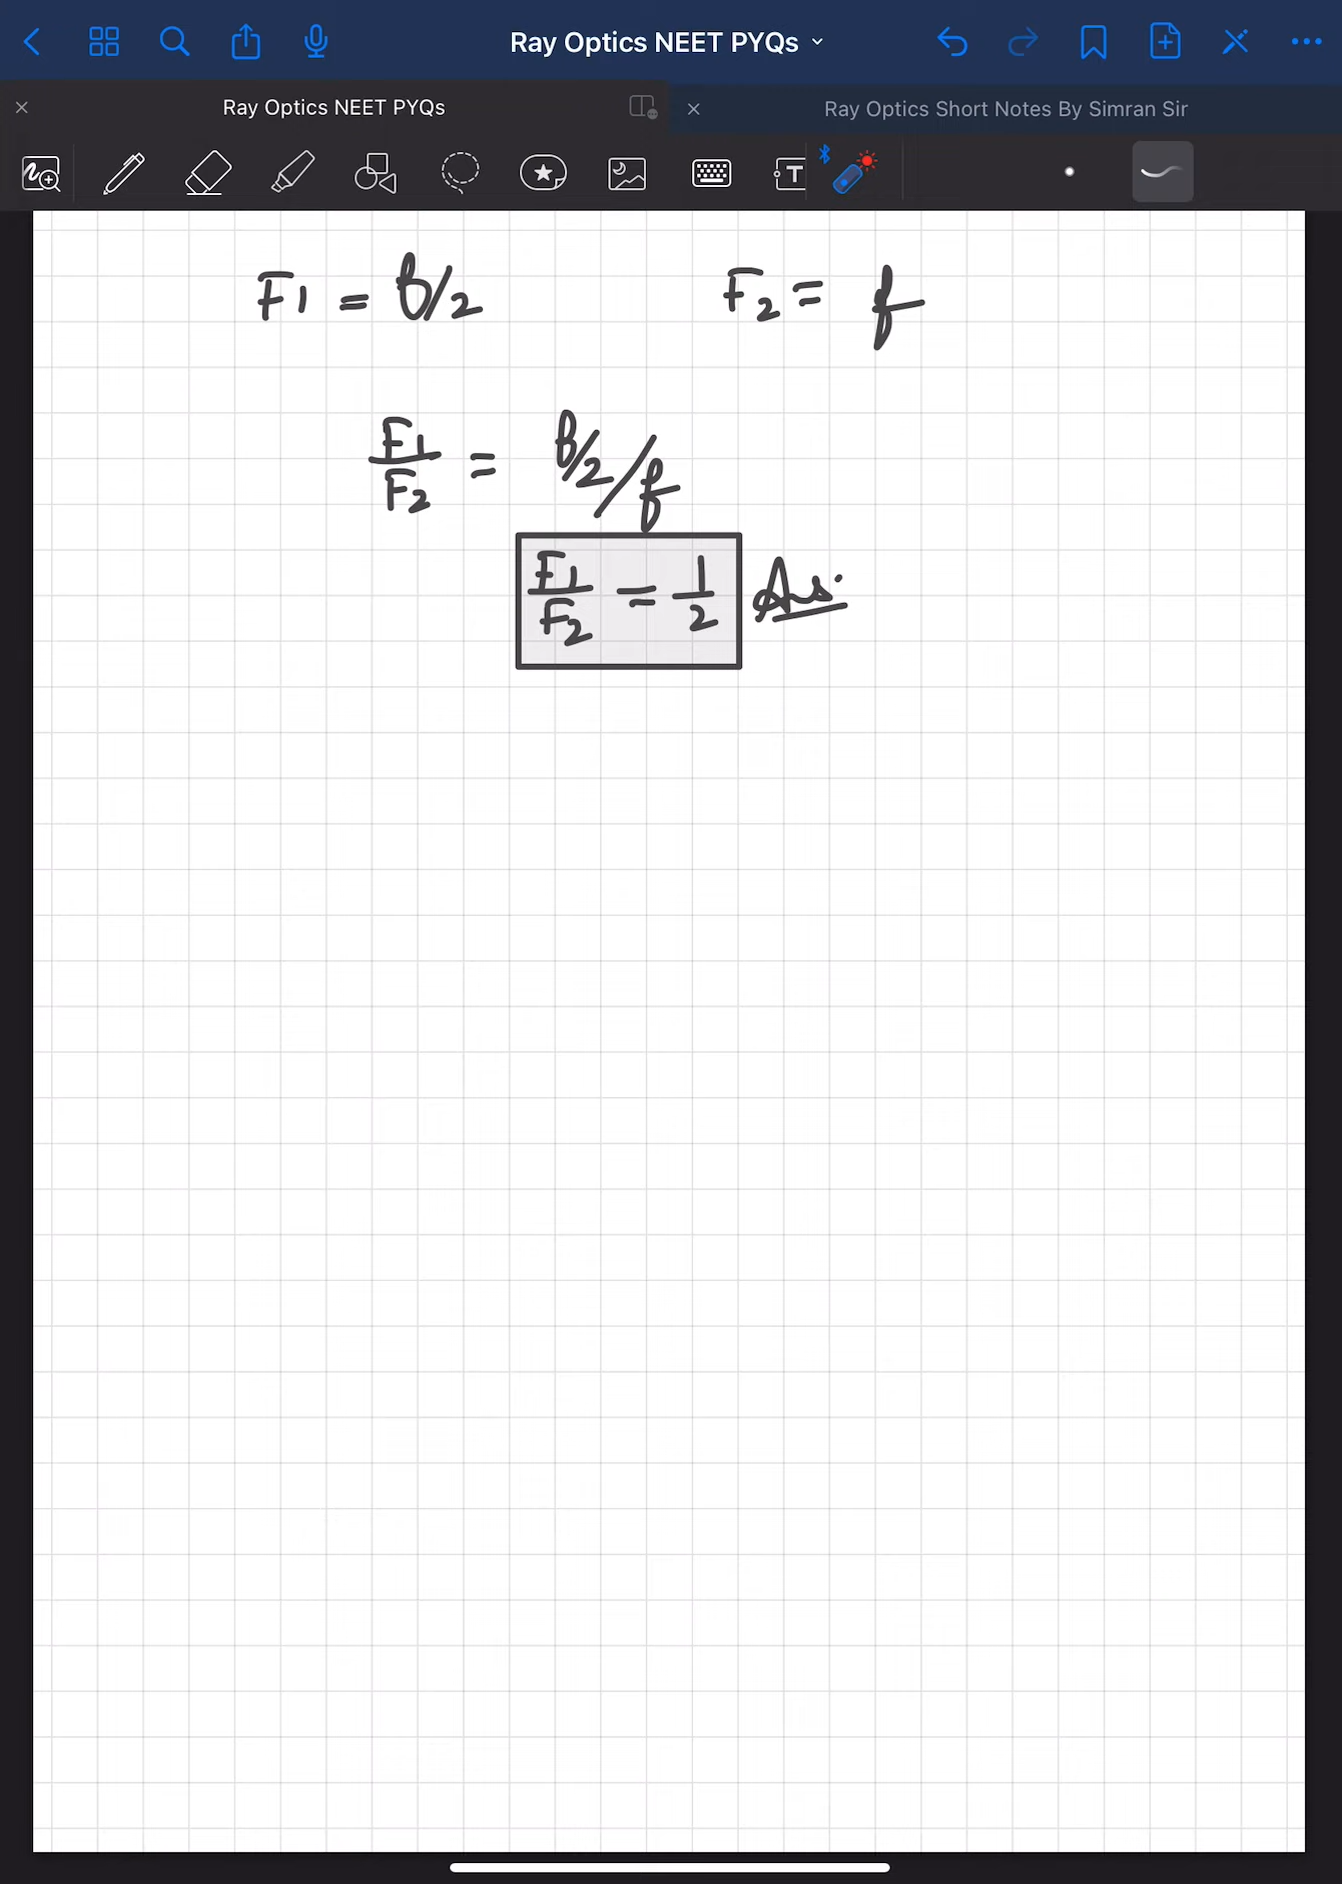 Ray Optics NEET PYQs
Ray Optics NEET PYQs
Ray Optics Short Notes By Simran Sir
T
F1 = f/2
F2 = f
F1/F2 = f/2/f
F1/F2 = 1/2 Ans.